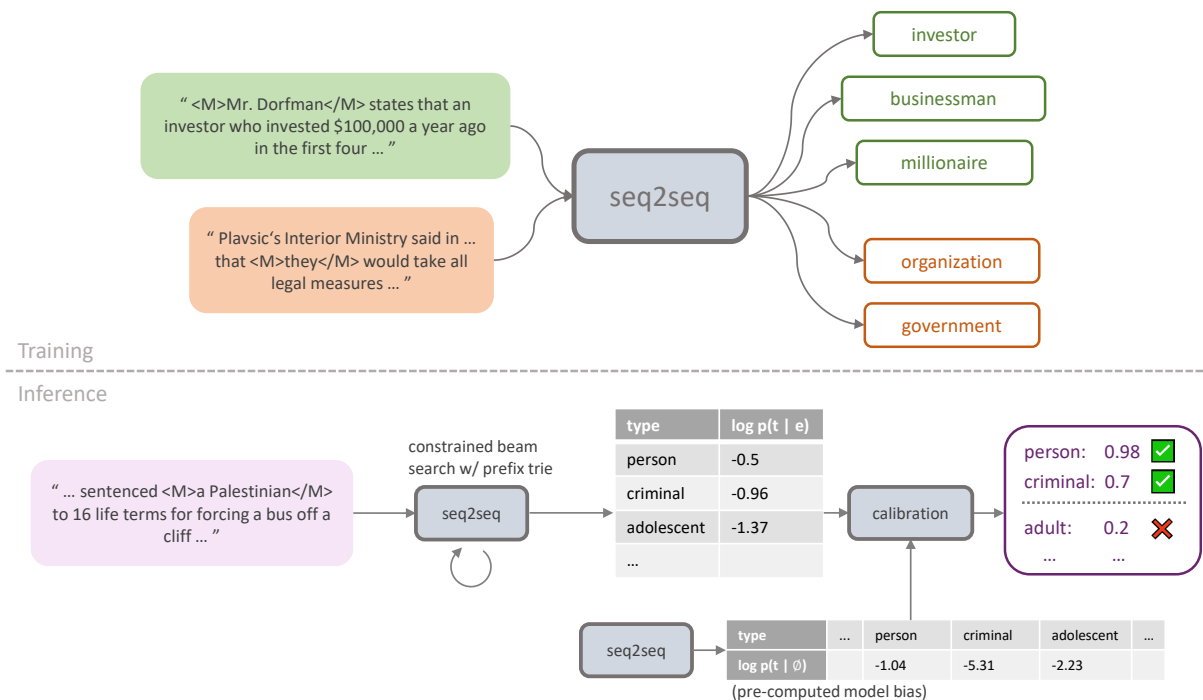 “ <M>Mr. Dorfman</M> states that an
investor who invested $100,000 a year ago
in the first four … ”
“ Plavsic‘s Interior Ministry said in …
that <M>they</M> would take all
legal measures … ”
seq2seq
investor
businessman
millionaire
organization
government
Training
Inference
“ … sentenced <M>a Palestinian</M>
to 16 life terms for forcing a bus off a
cliff … ”
constrained beam
search w/ prefix trie
seq2seq
type log p(t | e)
person -0.5
criminal -0.96
adolescent -1.37
…
calibration
person: 0.98
criminal: 0.7
adult: 0.2
… …
seq2seq
type … person criminal adolescent …
log p(t | ∅) -1.04 -5.31 -2.23
(pre-computed model bias)